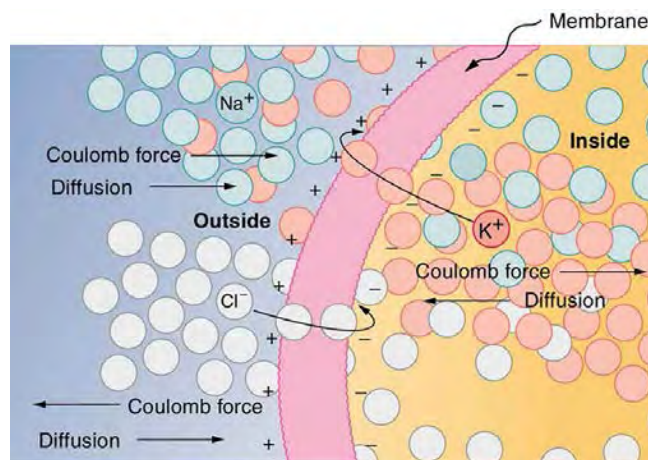 Membrane
Na+
Inside
Coulomb force
Diffusion
Outside
K+
Coulomb force
Diffusion
Cl−
Coulomb force
Diffusion
+ + + + + + + + + +
− − − − − − − − − −